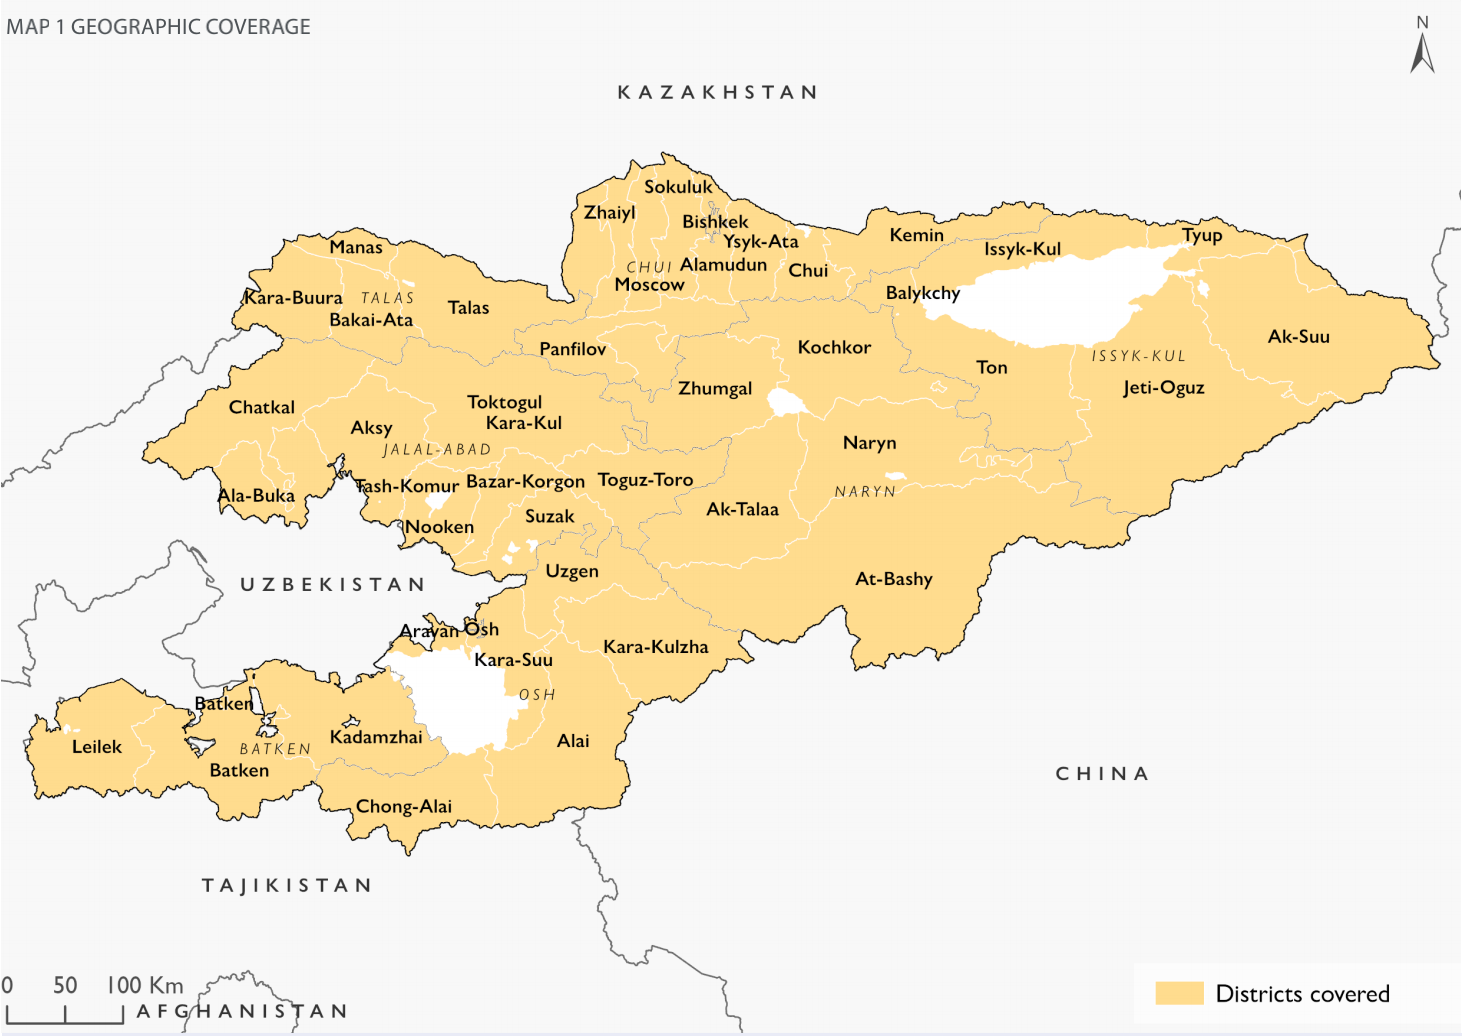 MAP 1 GEOGRAPHIC COVERAGE
N
KAZAKHSTAN
Sokuluk
Zhaiyl
Bishkek
Ysyk-Ata
Kemin
Tyup
Issyk-Kul
Manas
CHUI
Alamudun
Chui
Moscow
Balykchy
Kara-Buura
TALAS
Talas
Bakai-Ata
Ak-Suu
Panfilov
Kochkor
ISSYK-KUL
Ton
Zhumgal
Jeti-Oguz
Chatkal
Toktogul
Kara-Kul
Aksy
JALAL-ABAD
Naryn
Tash-Komur
Bazar-Korgon
Toguz-Toro
NARYN
Ala-Buka
Ak-Talaa
Nooken
Suzak
Uzgen
At-Bashy
UZBEKISTAN
Aravan
Osh
Kara-Kulzha
Kara-Suu
OSH
Batken
Leilek
BATKEN
Kadamzhai
Alai
Batken
CHINA
Chong-Alai
TAJIKISTAN
0 50 100 Km
AFGHANISTAN
Districts covered